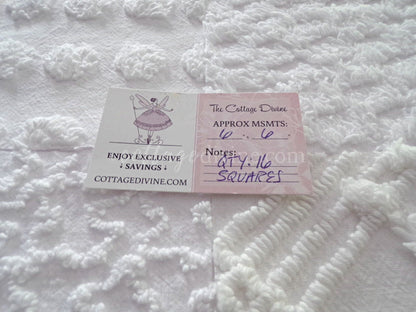 ENJOY EXCLUSIVE
SAVINGS
COTTAGEDIVINE.COM
The Cottage Divine
APPROX MSMTS:
6 . 6
Notes:
QTY: 16
SQUARES